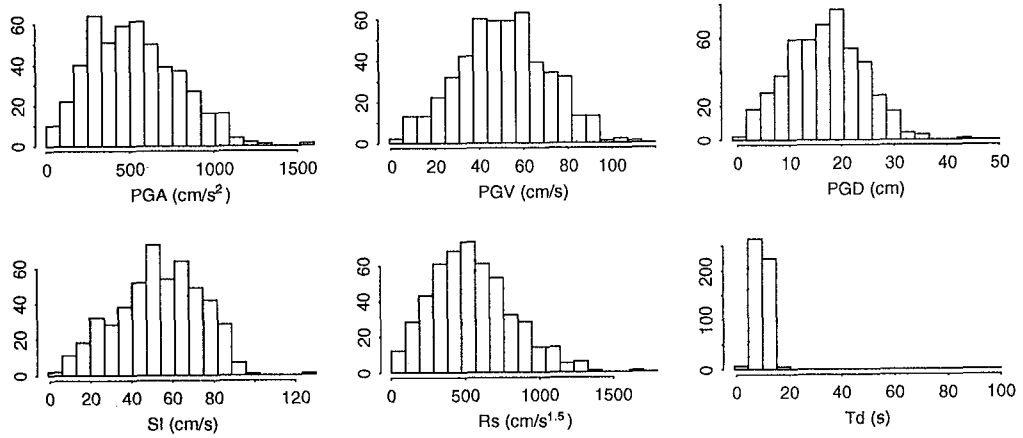 0 20 40 60
0 500 1000 1500
PGA (cm/s²)
0 20 40 60
0 20 40 60 80 100
PGV (cm/s)
0 20 60
0 10 20 30 40 50
PGD (cm)
0 20 40 60
0 20 40 60 80 120
SI (cm/s)
0 20 40 60
0 500 1000 1500
Rs (cm/s¹·⁵)
0 100 200
0 20 40 60 80 100
Td (s)